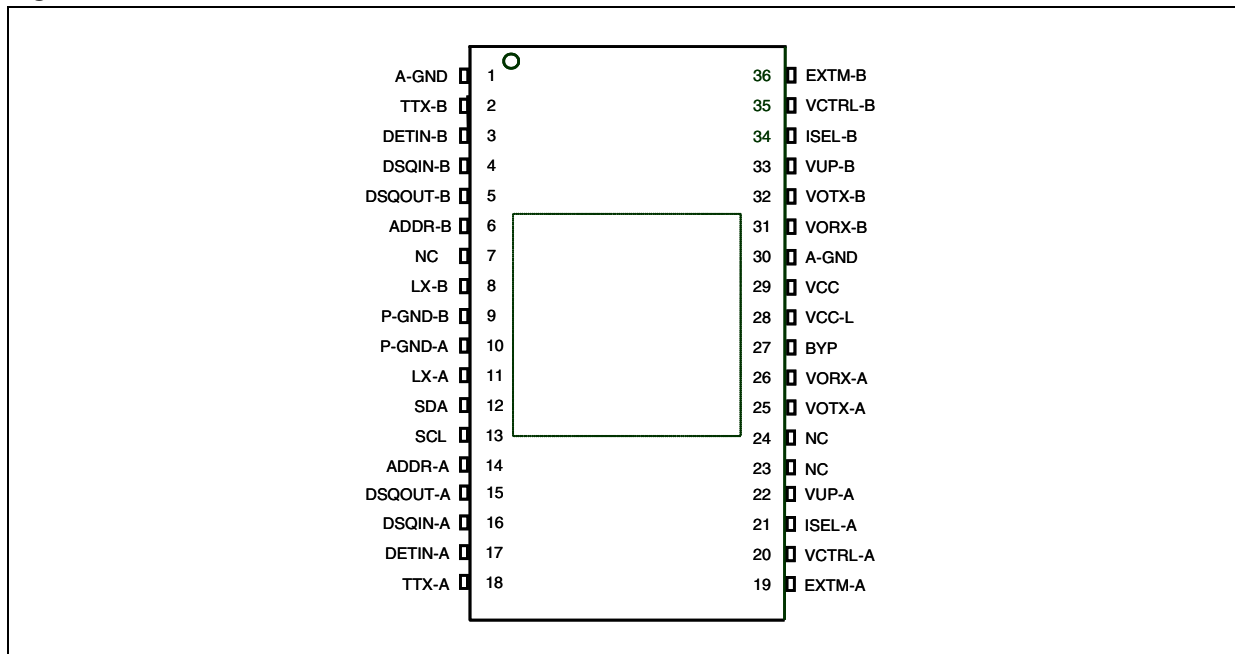 A-GND 1 36 EXTM-B
TTX-B 2 35 VCTRL-B
DETIN-B 3 34 ISEL-B
DSQIN-B 4 33 VUP-B
DSQOUT-B 5 32 VOTX-B
ADDR-B 6 31 VORX-B
NC 7 30 A-GND
LX-B 8 29 VCC
P-GND-B 9 28 VCC-L
P-GND-A 10 27 BYP
LX-A 11 26 VORX-A
SDA 12 25 VOTX-A
SCL 13 24 NC
ADDR-A 14 23 NC
DSQOUT-A 15 22 VUP-A
DSQIN-A 16 21 ISEL-A
DETIN-A 17 20 VCTRL-A
TTX-A 18 19 EXTM-A